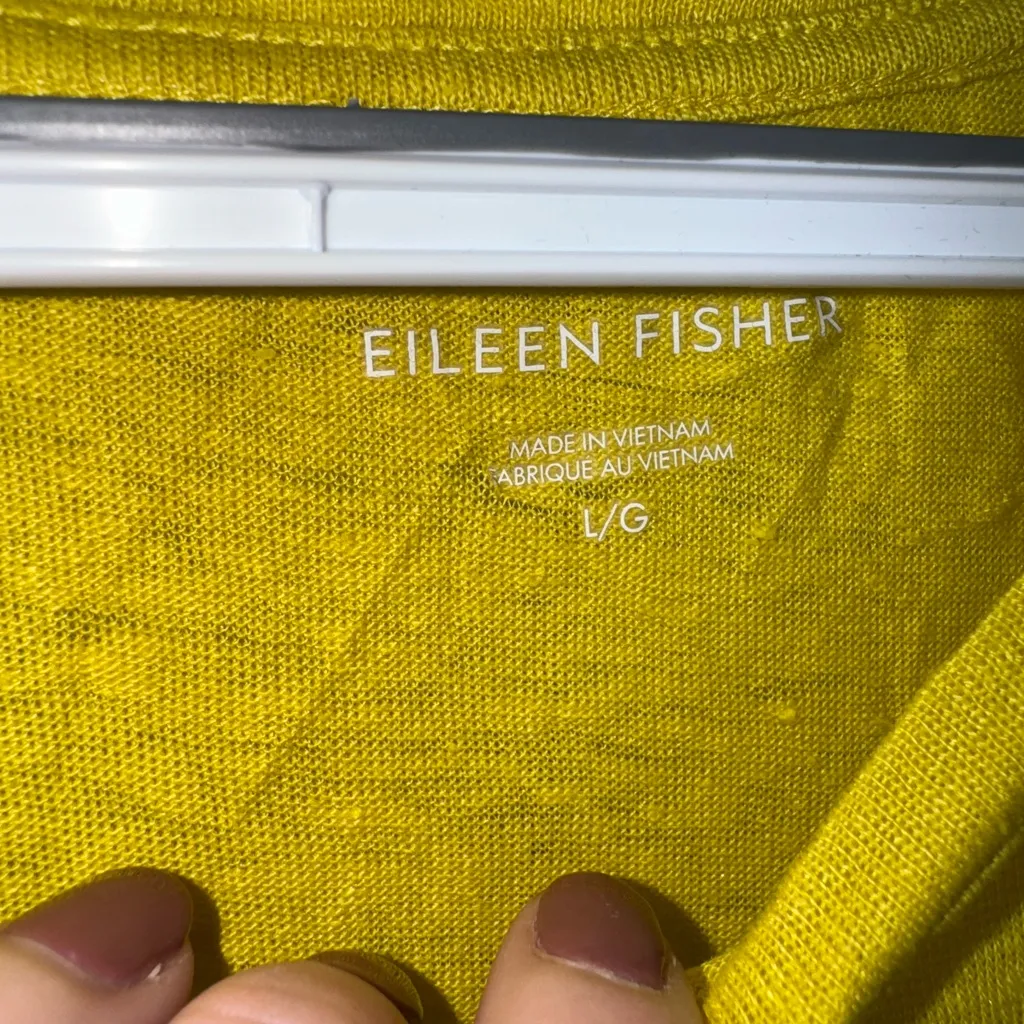 EILEEN FISHER
MADE IN VIETNAM
FABRIQUE AU VIETNAM
L/G